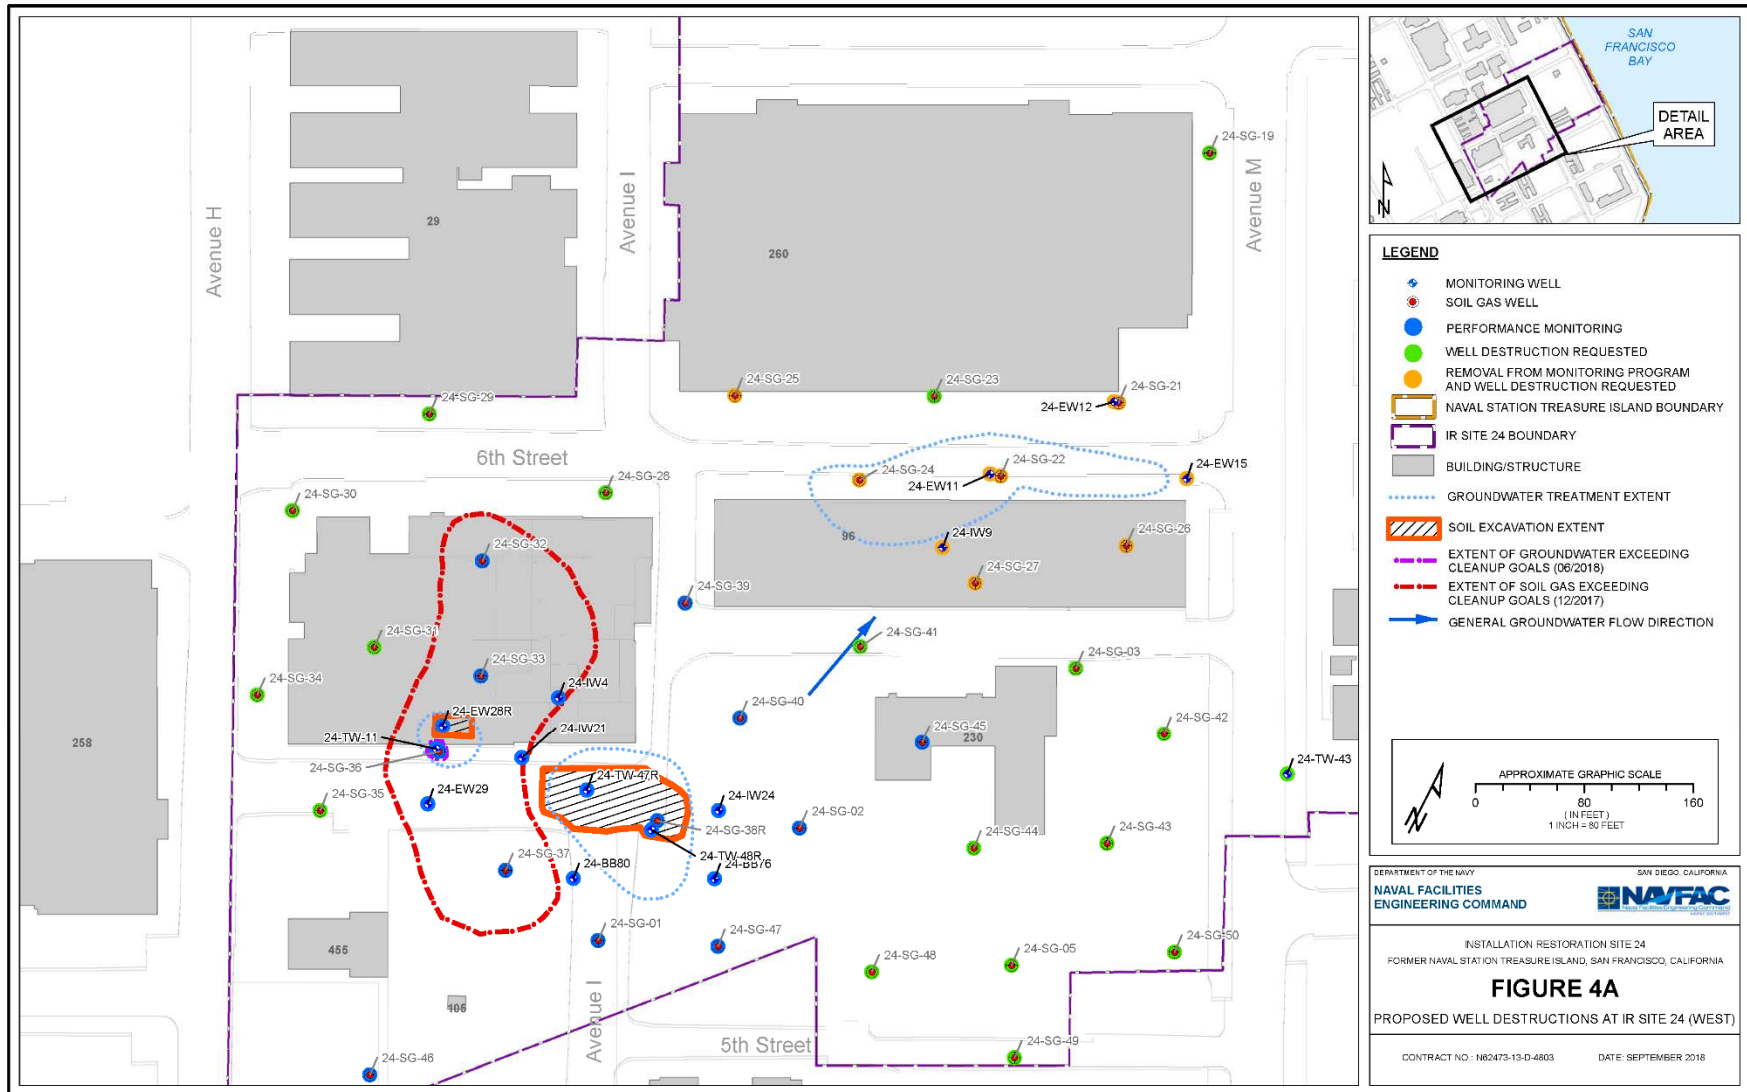 Avenue H
Avenue I
Avenue M
29
260
24-SG-19
24-SG-25
24-SG-23
24-SG-21
24-EW12
24-SG-29
6th Street
24-SG-24
24-SG-22
24-EW11
24-EW15
24-SG-28
24-SG-30
24-SG-32
96
24-IW9
24-SG-26
24-SG-27
24-SG-39
24-SG-31
24-SG-41
24-SG-33
24-SG-03
24-SG-34
24-IW4
24-EW28R
24-SG-40
24-SG-42
24-SG-45
230
258
24-TW-11
24-IW21
24-SG-36
24-TW-47R
24-TW-43
24-SG-35
24-EW29
24-IW24
24-SG-02
24-SG-38R
24-SG-44
24-SG-43
24-TW-48R
24-SG-37
24-BB80
24-BB76
24-SG-01
24-SG-47
24-SG-48
24-SG-05
24-SG-50
455
105
Avenue I
5th Street
24-SG-49
24-SG-46
SAN
FRANCISCO
BAY
DETAIL
AREA
N
LEGEND
MONITORING WELL
SOIL GAS WELL
PERFORMANCE MONITORING
WELL DESTRUCTION REQUESTED
REMOVAL FROM MONITORING PROGRAM
AND WELL DESTRUCTION REQUESTED
NAVAL STATION TREASURE ISLAND BOUNDARY
IR SITE 24 BOUNDARY
BUILDING/STRUCTURE
GROUNDWATER TREATMENT EXTENT
SOIL EXCAVATION EXTENT
EXTENT OF GROUNDWATER EXCEEDING
CLEANUP GOALS (06/2018)
EXTENT OF SOIL GAS EXCEEDING
CLEANUP GOALS (12/2017)
GENERAL GROUNDWATER FLOW DIRECTION
N
APPROXIMATE GRAPHIC SCALE
0 80 160
( IN FEET )
1 INCH = 80 FEET
DEPARTMENT OF THE NAVY SAN DIEGO, CALIFORNIA
NAVAL FACILITIES
ENGINEERING COMMAND
NAVFAC
Naval Facilities Engineering Command
NAVFAC SOUTHWEST
INSTALLATION RESTORATION SITE 24
FORMER NAVAL STATION TREASURE ISLAND, SAN FRANCISCO, CALIFORNIA
FIGURE 4A
PROPOSED WELL DESTRUCTIONS AT IR SITE 24 (WEST)
CONTRACT NO.: N62473-13-D-4803 DATE: SEPTEMBER 2018